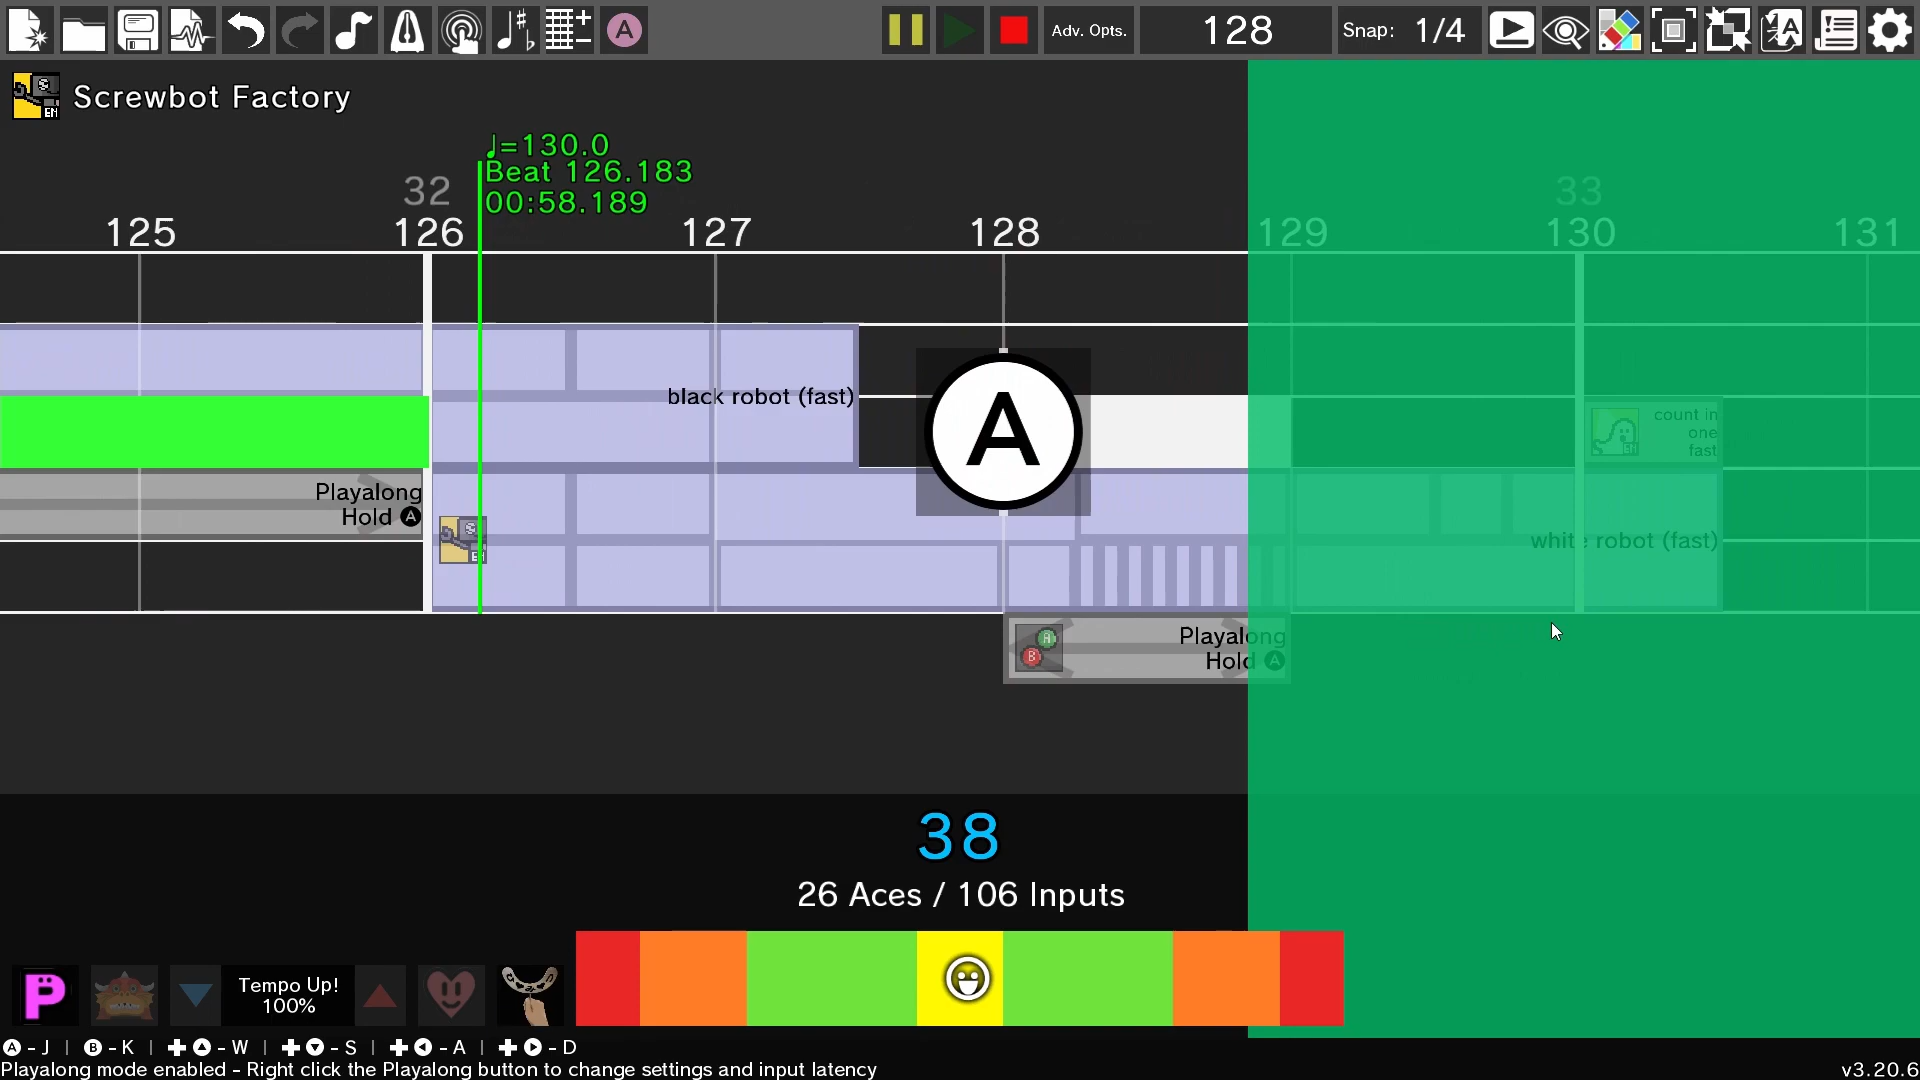 A
Adv. Opts.
128
Snap: 1/4
A
EN
Screwbot Factory
♩=130.0
Beat 126.183
00:58.189
32
33
125
126
127
128
129
130
131
black robot (fast)
A
EN
count in
one
fast
Playalong
Hold A
white robot (fast)
A
B
Playalong
Hold A
38
26 Aces / 106 Inputs
P
Tempo Up!
100%
A - J | B - K | - W | - S | - A | - D
Playalong mode enabled - Right click the Playalong button to change settings and input latency
v3.20.6